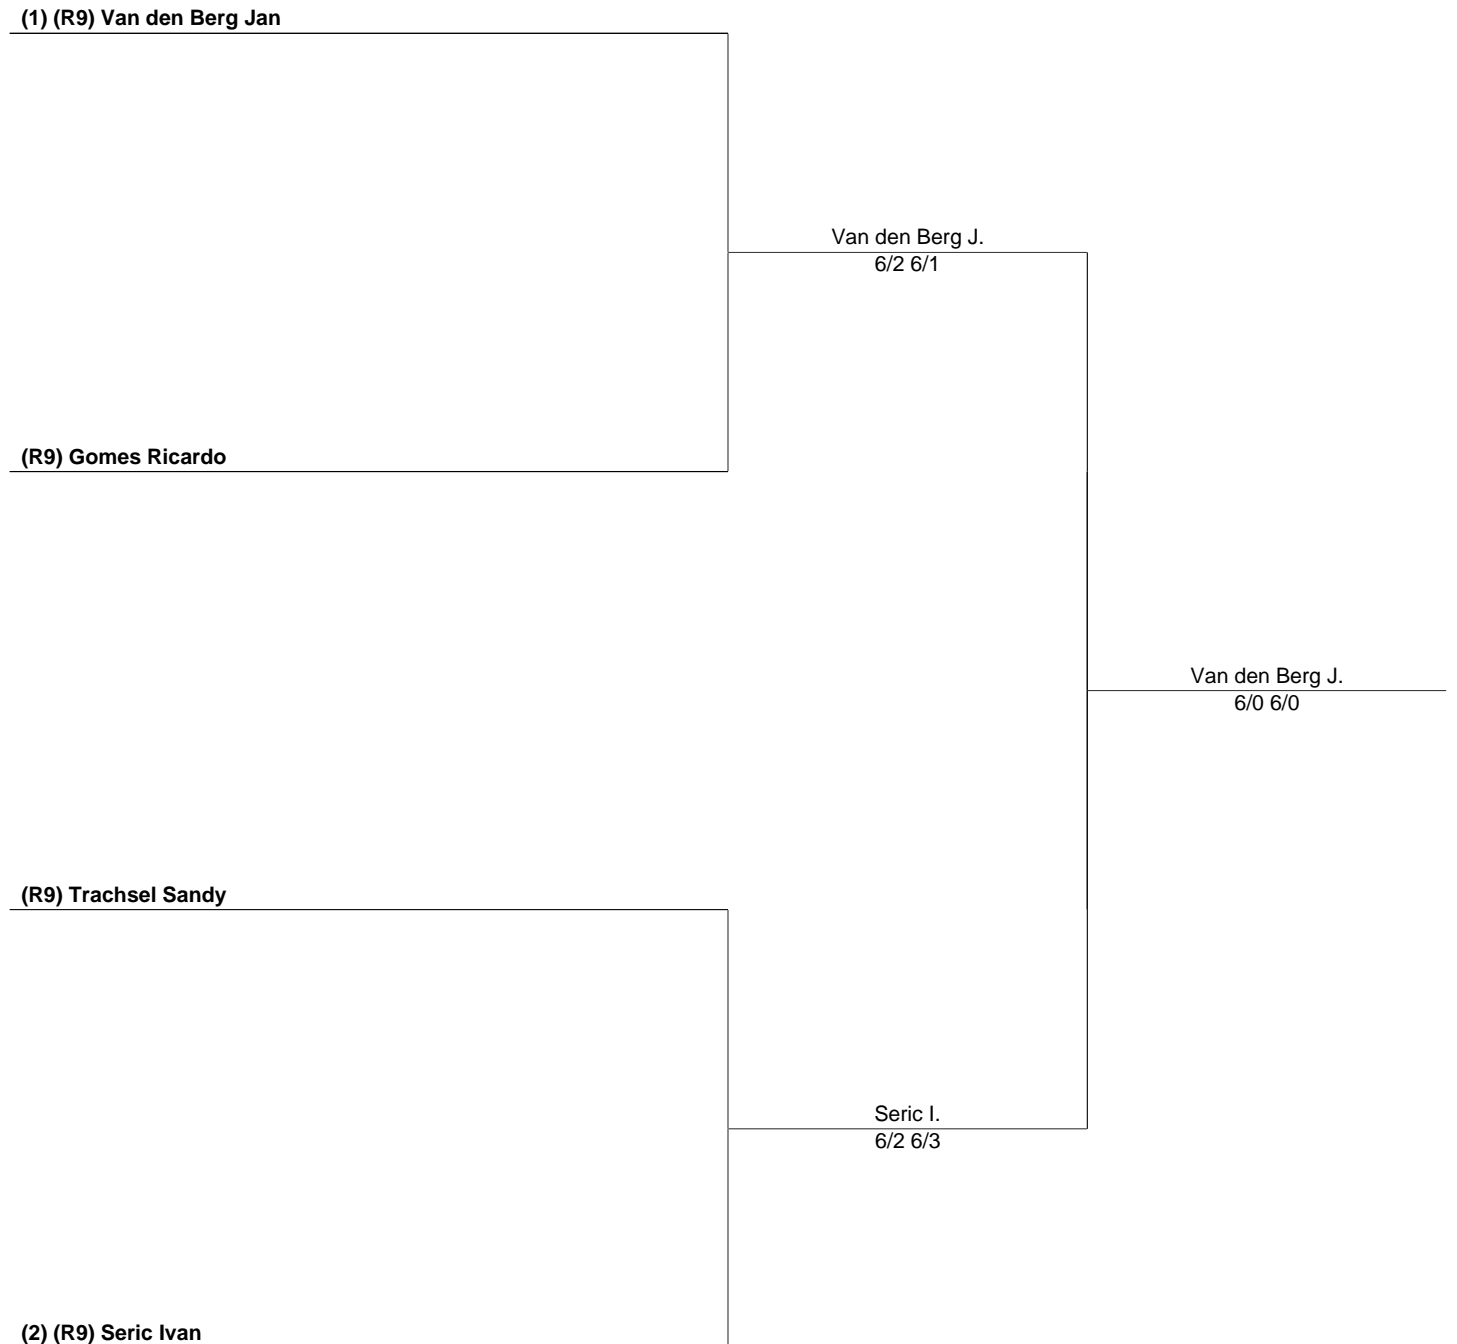 (1) (R9) Van den Berg Jan
Van den Berg J.
6/2 6/1
(R9) Gomes Ricardo
Van den Berg J.
6/0 6/0
(R9) Trachsel Sandy
Seric I.
6/2 6/3
(2) (R9) Seric Ivan